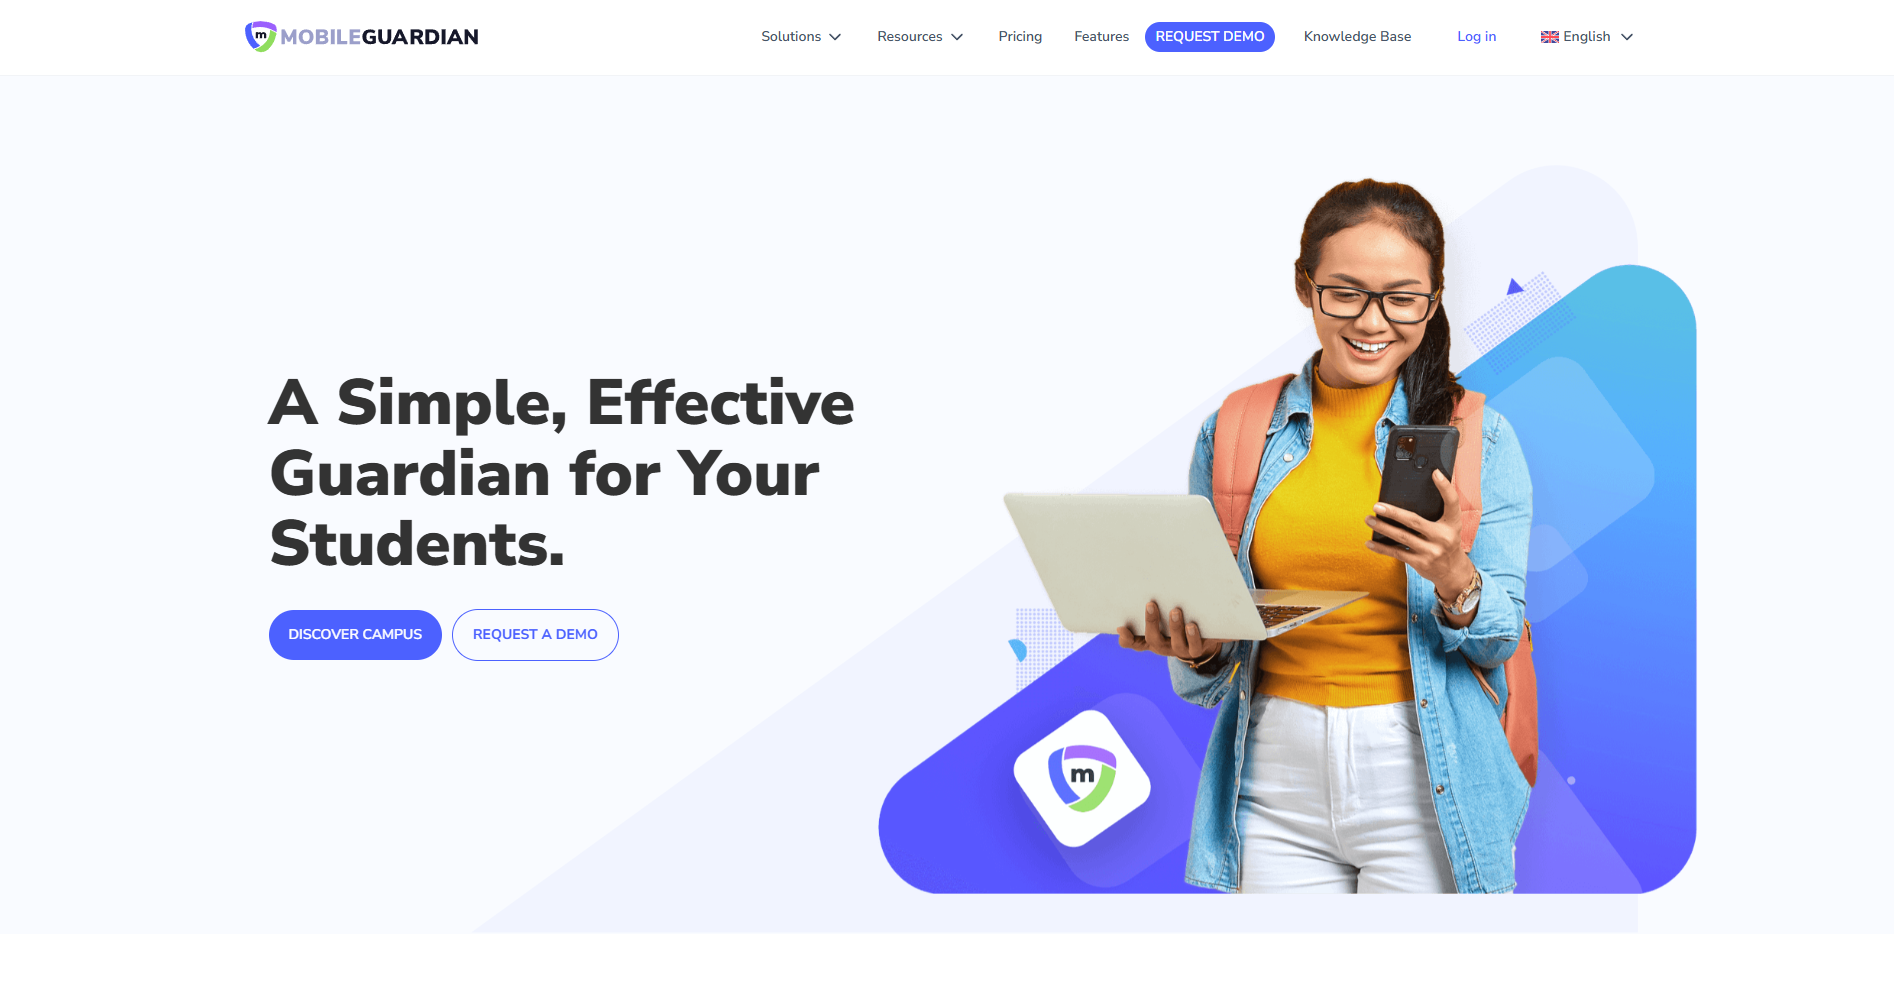 m MOBILEGUARDIAN
Solutions
Resources
Pricing
Features
REQUEST DEMO
Knowledge Base
Log in
English
A Simple, Effective
Guardian for Your
Students.
DISCOVER CAMPUS
REQUEST A DEMO
m